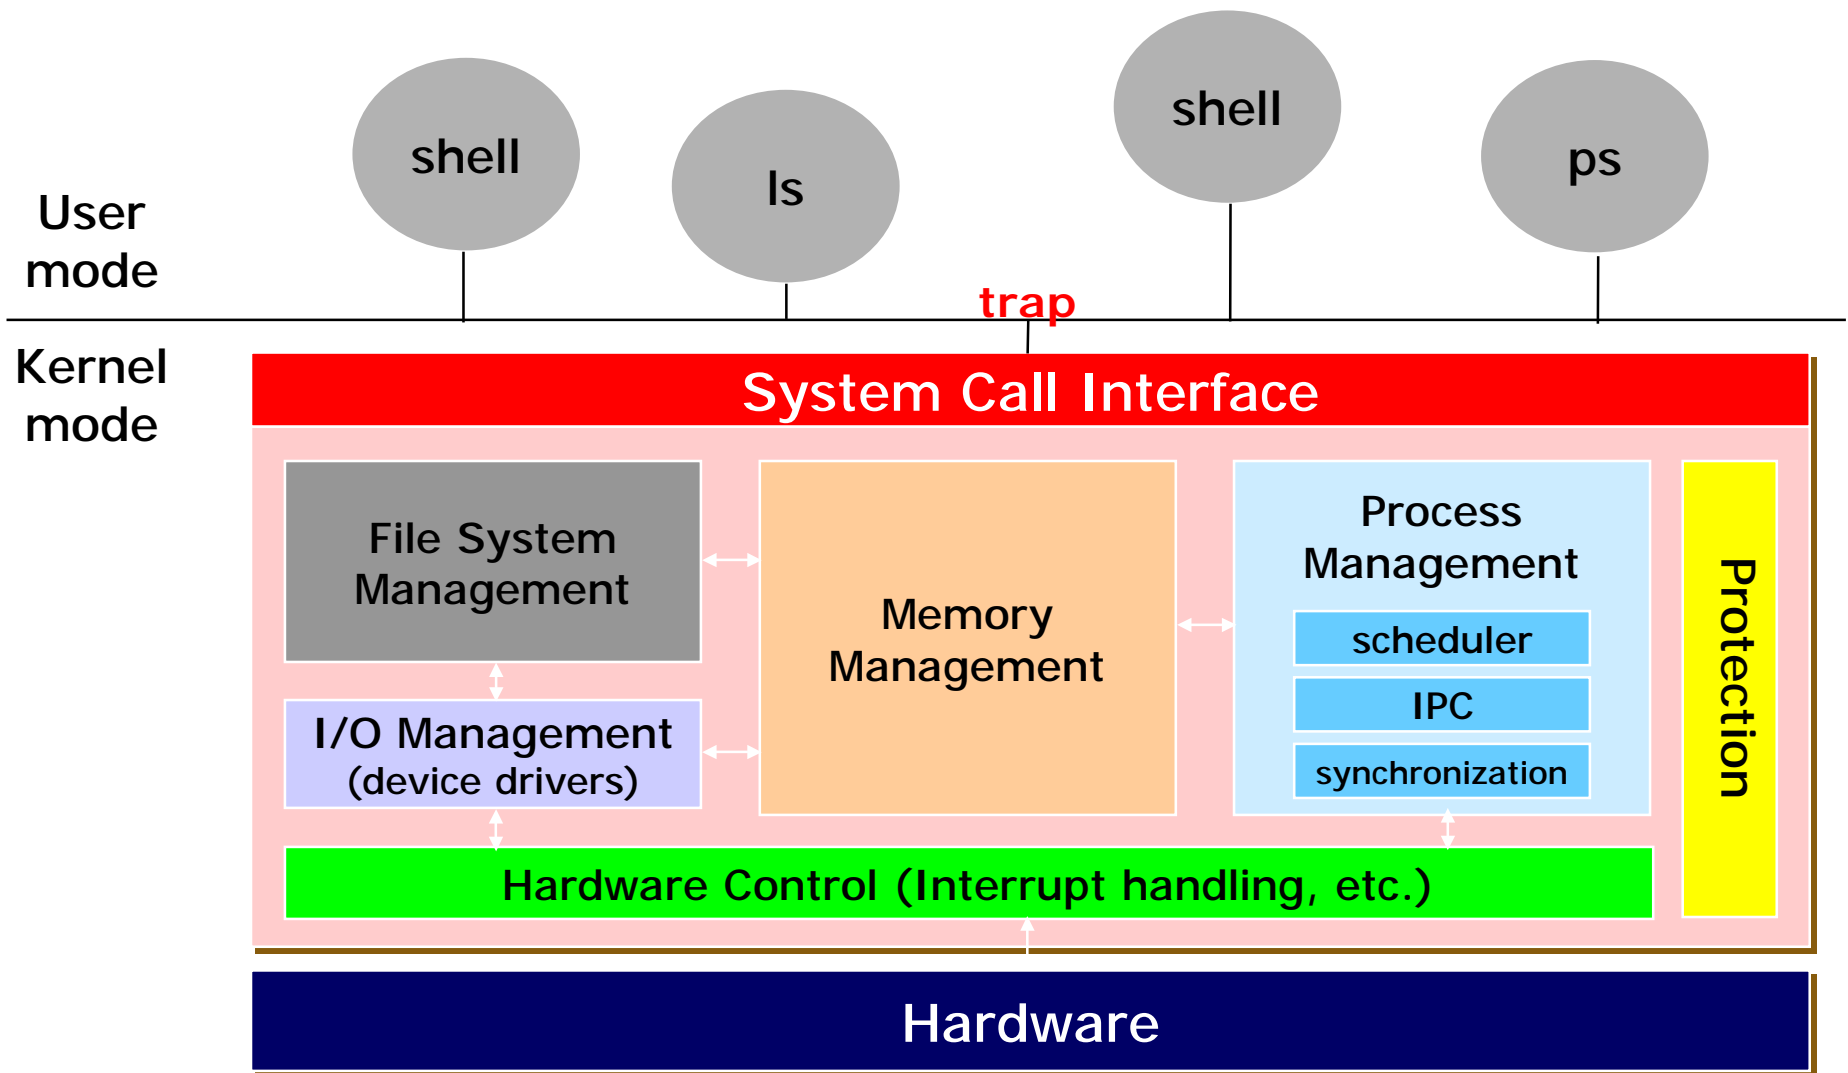 shell
ls
shell
ps
User
mode
trap
Kernel
mode
System Call Interface
File System
Management
Memory
Management
Process
Management
scheduler
IPC
synchronization
Protection
I/O Management
(device drivers)
Hardware Control (Interrupt handling, etc.)
Hardware